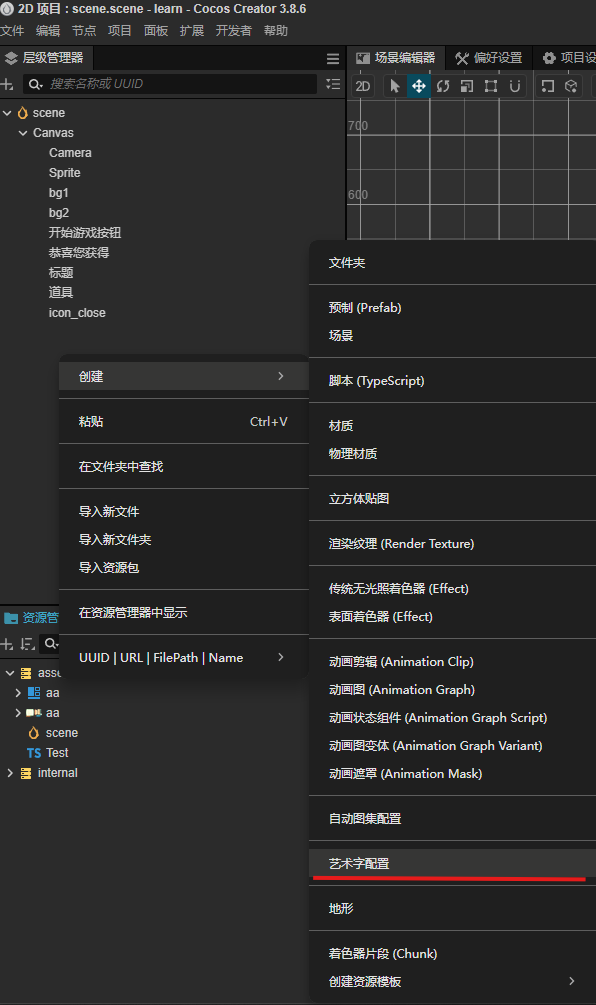 2D 项目 : scene.scene - learn - Cocos Creator 3.8.6
文件 编辑 节点 项目 面板 扩展 开发者 帮助
层级管理器
场景编辑器 偏好设置 项目设
搜索名称或 UUID
2D
scene
700
Canvas
Camera
Sprite
bg1
600
bg2
开始游戏按钮
恭喜您获得
标题
道具
icon_close
创建
粘贴 Ctrl+V
在文件夹中查找
导入新文件
导入新文件夹
导入资源包
在资源管理器中显示
UUID | URL | FilePath | Name
文件夹
预制 (Prefab)
场景
脚本 (TypeScript)
材质
物理材质
立方体贴图
渲染纹理 (Render Texture)
传统无光照着色器 (Effect)
表面着色器 (Effect)
动画剪辑 (Animation Clip)
动画图 (Animation Graph)
动画状态组件 (Animation Graph Script)
动画图变体 (Animation Graph Variant)
动画遮罩 (Animation Mask)
自动图集配置
艺术字配置
地形
着色器片段 (Chunk)
创建资源模板
资源管
asse
aa
aa
scene
TS Test
internal